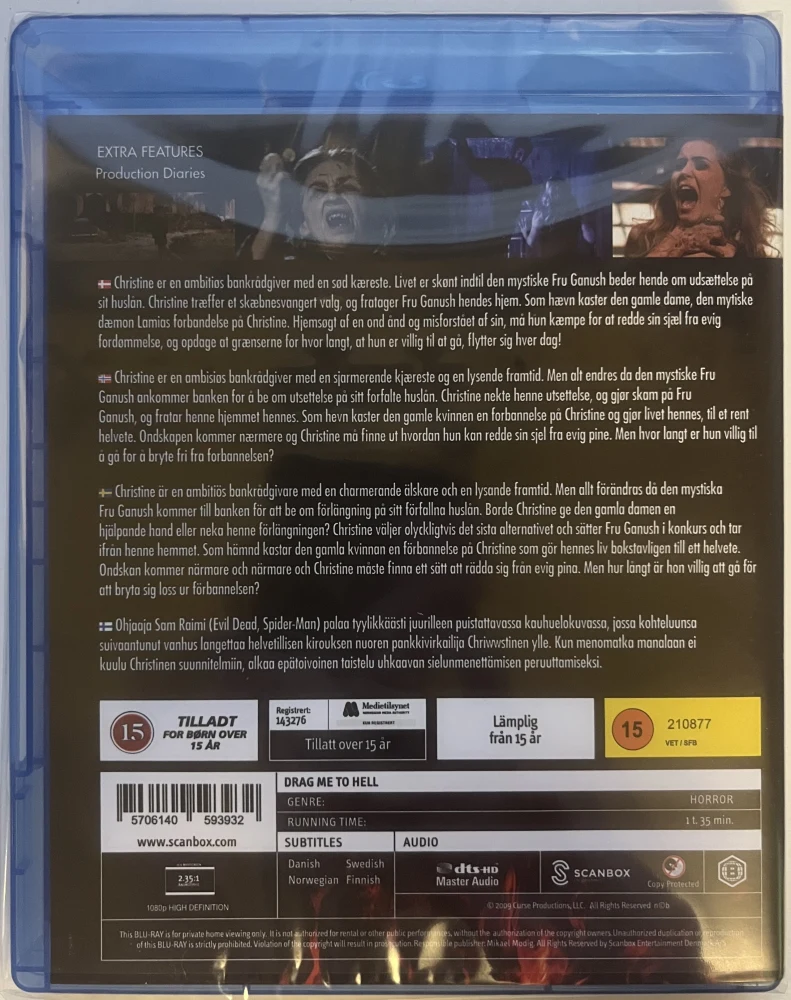 EXTRA FEATURES
Production Diaries
Christine er en ambitiøs bankrådgiver med en sød kæreste. Livet er skønt indtil den mystiske Fru Ganush beder hende om udsættelse på
sit huslån. Christine træffer et skæbnesvangert valg, og fratager Fru Ganush hendes hjem. Som hævn kaster den gamle dame, den mytiske
dæmon Lamias forbandelse på Christine. Hjemsøgt af en ond ånd og misforstået af sin, må hun kæmpe for at redde sin sjæl fra evig
fordømmelse, og opdage at grænserne for hvor langt, at hun er villig til at gå, flytter sig hver dag!
Christine er en ambisiøs bankrådgiver med en sjarmerende kjæreste og en lysende framtid. Men alt endres da den mystiske Fru
Ganush ankommer banken for å be om utsettelse på sitt forfalte huslån. Christine nekte henne utsettelse, og gjør skam på Fru
Ganush, og fratar henne hjemmet hennes. Som hevn kaster den gamle kvinnen en forbannelse på Christine og gjør livet hennes, til et rent
helvete. Ondskapen kommer nærmere og Christine må finne ut hvordan hun kan redde sin sjel fra evig pine. Men hvor langt er hun villig til
å gå for å bryte fri fra forbannelsen?
Christine är en ambitiös bankrådgivare med en charmerande älskare och en lysande framtid. Men allt förändras då den mystiska
Fru Ganush kommer till banken för att be om förlängning på sitt förfallna huslån. Borde Christine ge den gamla damen en
hjälpande hand eller neka henne förlängningen? Christine väljer olyckligtvis det sista alternativet och sätter Fru Ganush i konkurs och tar
ifrån henne hemmet. Som hämnd kastar den gamla kvinnan en förbannelse på Christine som gör hennes liv bokstavligen till ett helvete.
Ondskan kommer närmare och närmare och Christine måste finna ett sätt att rädda sig från evig pina. Men hur långt är hon villig att gå för
att bryta sig loss ur förbannelsen?
Ohjaaja Sam Raimi (Evil Dead, Spider-Man) palaa tyylikkäästi juurilleen puistattavassa kauhuelokuvassa, jossa kohteluunsa
suivaantunut vanhus langettaa helvetillisen kirouksen nuoren pankkivirkailija Chriwwstinen ylle. Kun menomatka manalaan ei
kuulu Christinen suunnitelmiin, alkaa epätoivoinen taistelu uhkaavan sielunmenettämisen peruuttamiseksi.
15 TILLADT
FOR BØRN OVER
15 ÅR
Registrert:
143276
Medietilsynet
NORWEGIAN MEDIA AUTHORITY
Tillatt over 15 år
Lämplig
från 15 år
15 210877
VET / SFB
5706140 593932
www.scanbox.com
DRAG ME TO HELL
GENRE: HORROR
RUNNING TIME: 1 t. 35 min.
SUBTITLES
AUDIO
Danish Swedish
Norwegian Finnish
dts-HD
Master Audio
SCANBOX
Copy Protected
B
2.35:1
1080p HIGH DEFINITION
© 2009 Curse Productions, LLC. All Rights Reserved
This BLU-RAY is for private home viewing only. It is not authorized for rental or other public performances, without the authorization of the copyright owners. Unauthorized duplication or reproduction
of this BLU-RAY is strictly prohibited. Violation of the copyright will result in prosecution. Responsible publisher: Mikael Modig. All Rights Reserved by Scanbox Entertainment Denmark A/S